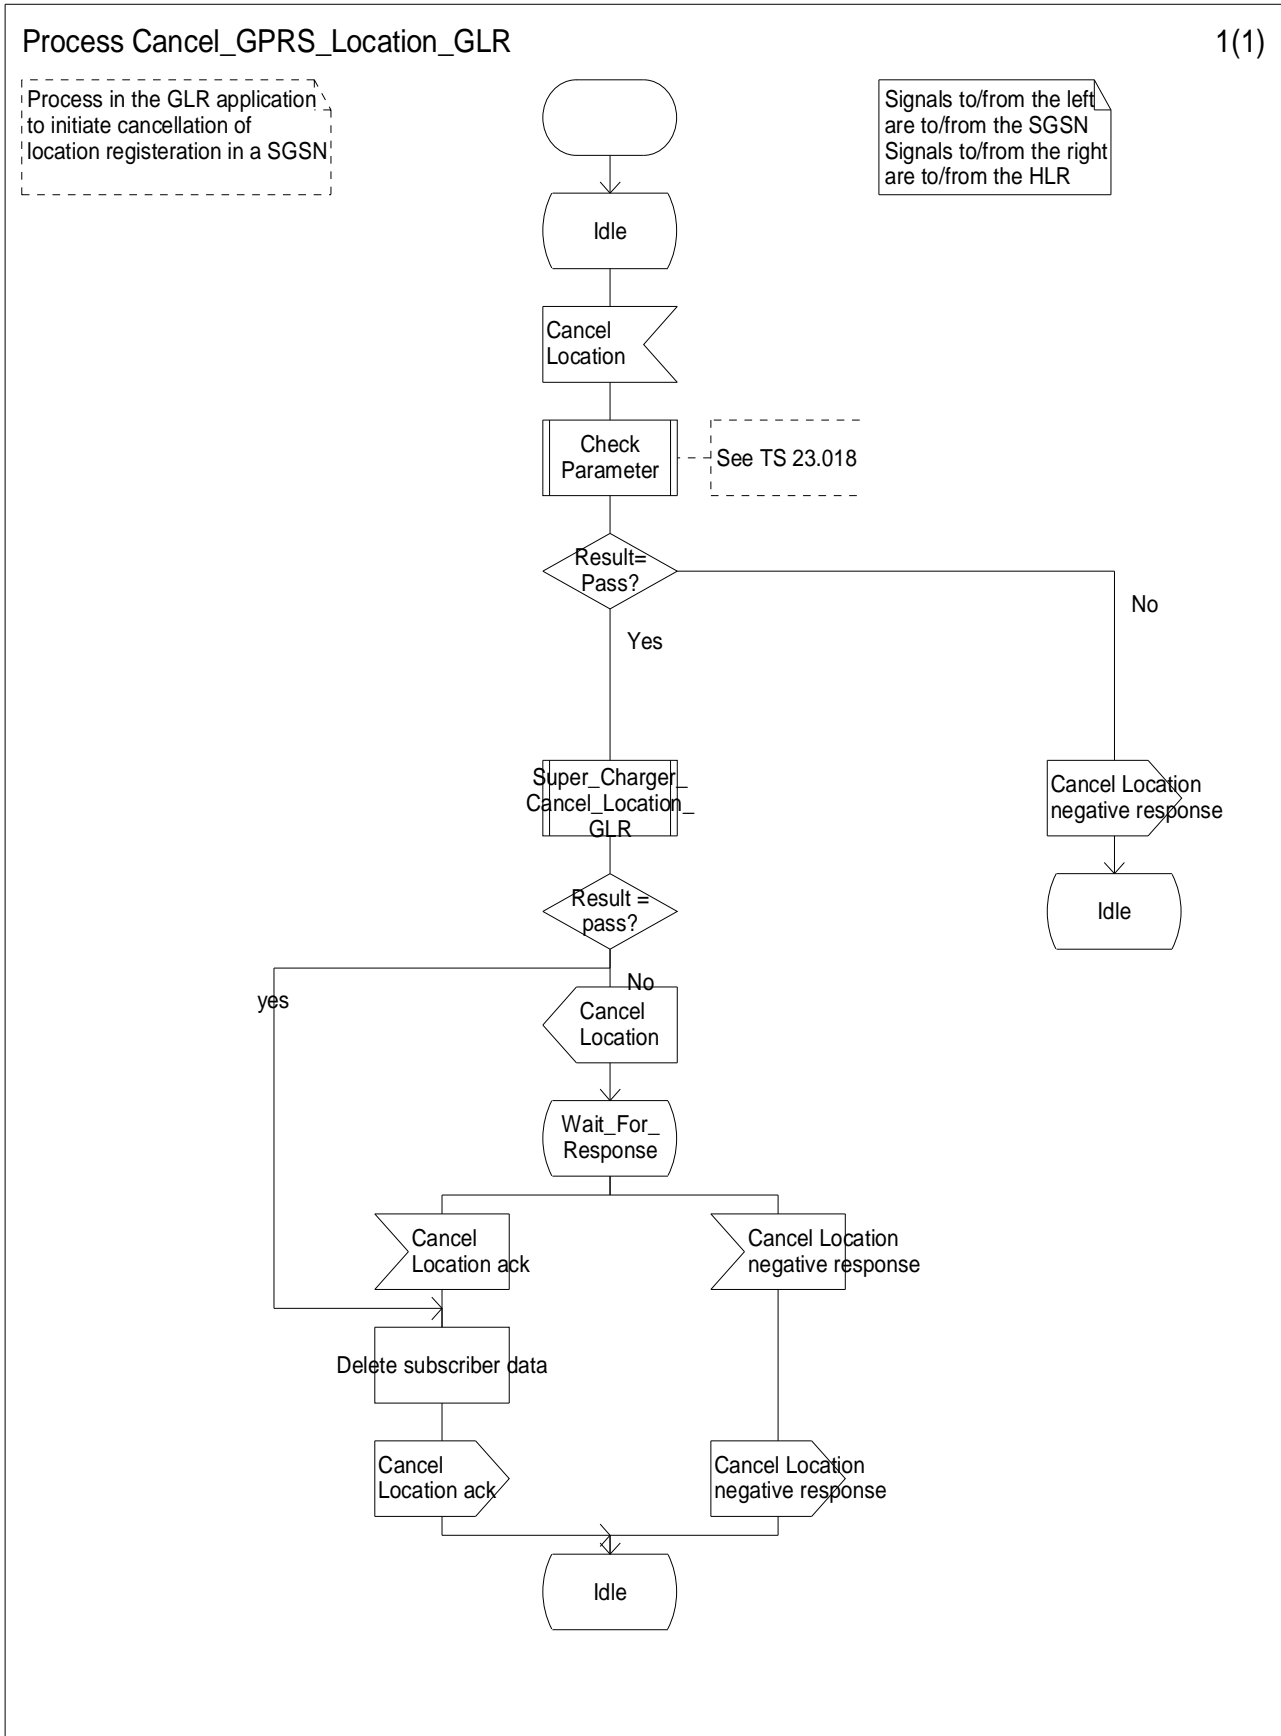 Process Cancel_GPRS_Location_GLR
1(1)
Process in the GLR application
to initiate cancellation of
location registeration in a SGSN
Signals to/from the left
are to/from the SGSN
Signals to/from the right
are to/from the HLR
Idle
Cancel
Location
Check
Parameter
See TS 23.018
Result=
Pass?
No
Yes
Super_Charger_
Cancel_Location_
GLR
Cancel Location
negative response
Result =
pass?
Idle
yes
No
Cancel
Location
Wait_For_
Response
Cancel
Location ack
Cancel Location
negative response
Delete subscriber data
Cancel
Location ack
Cancel Location
negative response
Idle